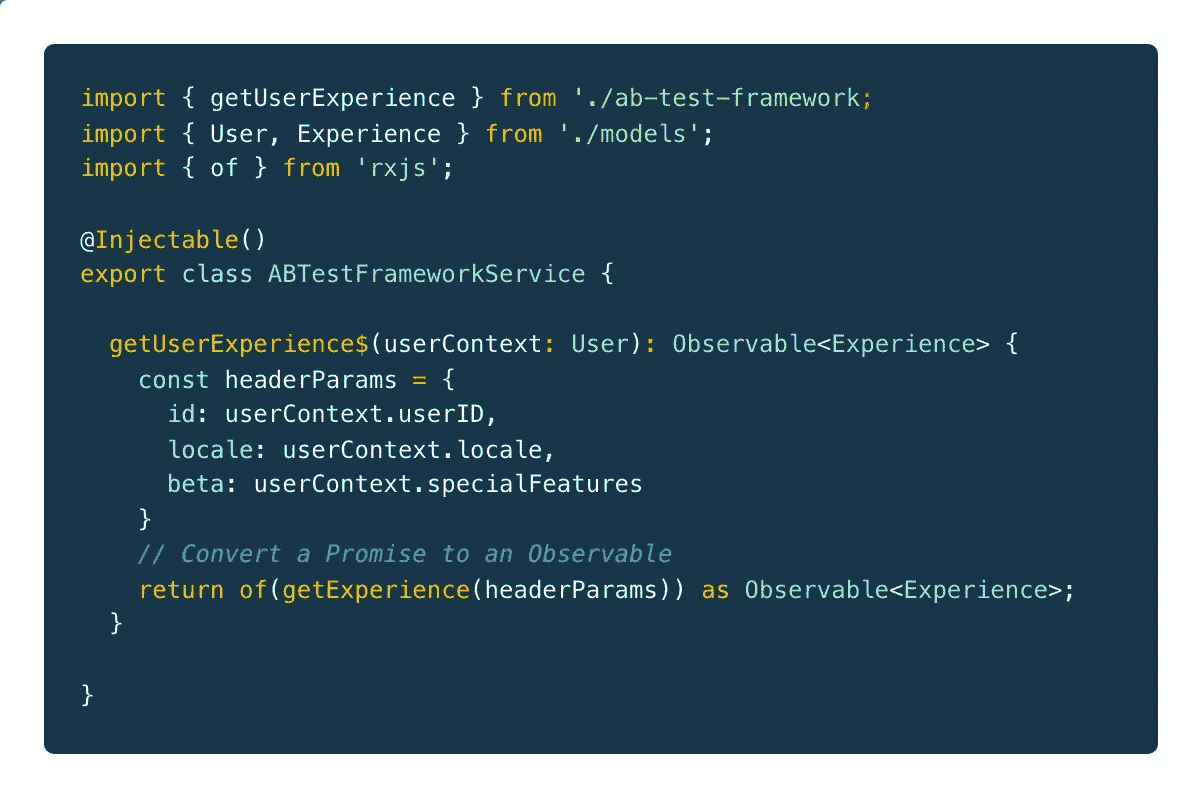 import { getUserExperience } from './ab-test-framework;
import { User, Experience } from './models';
import { of } from 'rxjs';
@Injectable()
export class ABTestFrameworkService {
getUserExperience$(userContext: User): Observable<Experience> {
const headerParams = {
id: userContext.userID,
locale: userContext.locale,
beta: userContext.specialFeatures
}
// Convert a Promise to an Observable
return of(getExperience(headerParams)) as Observable<Experience>;
}
}